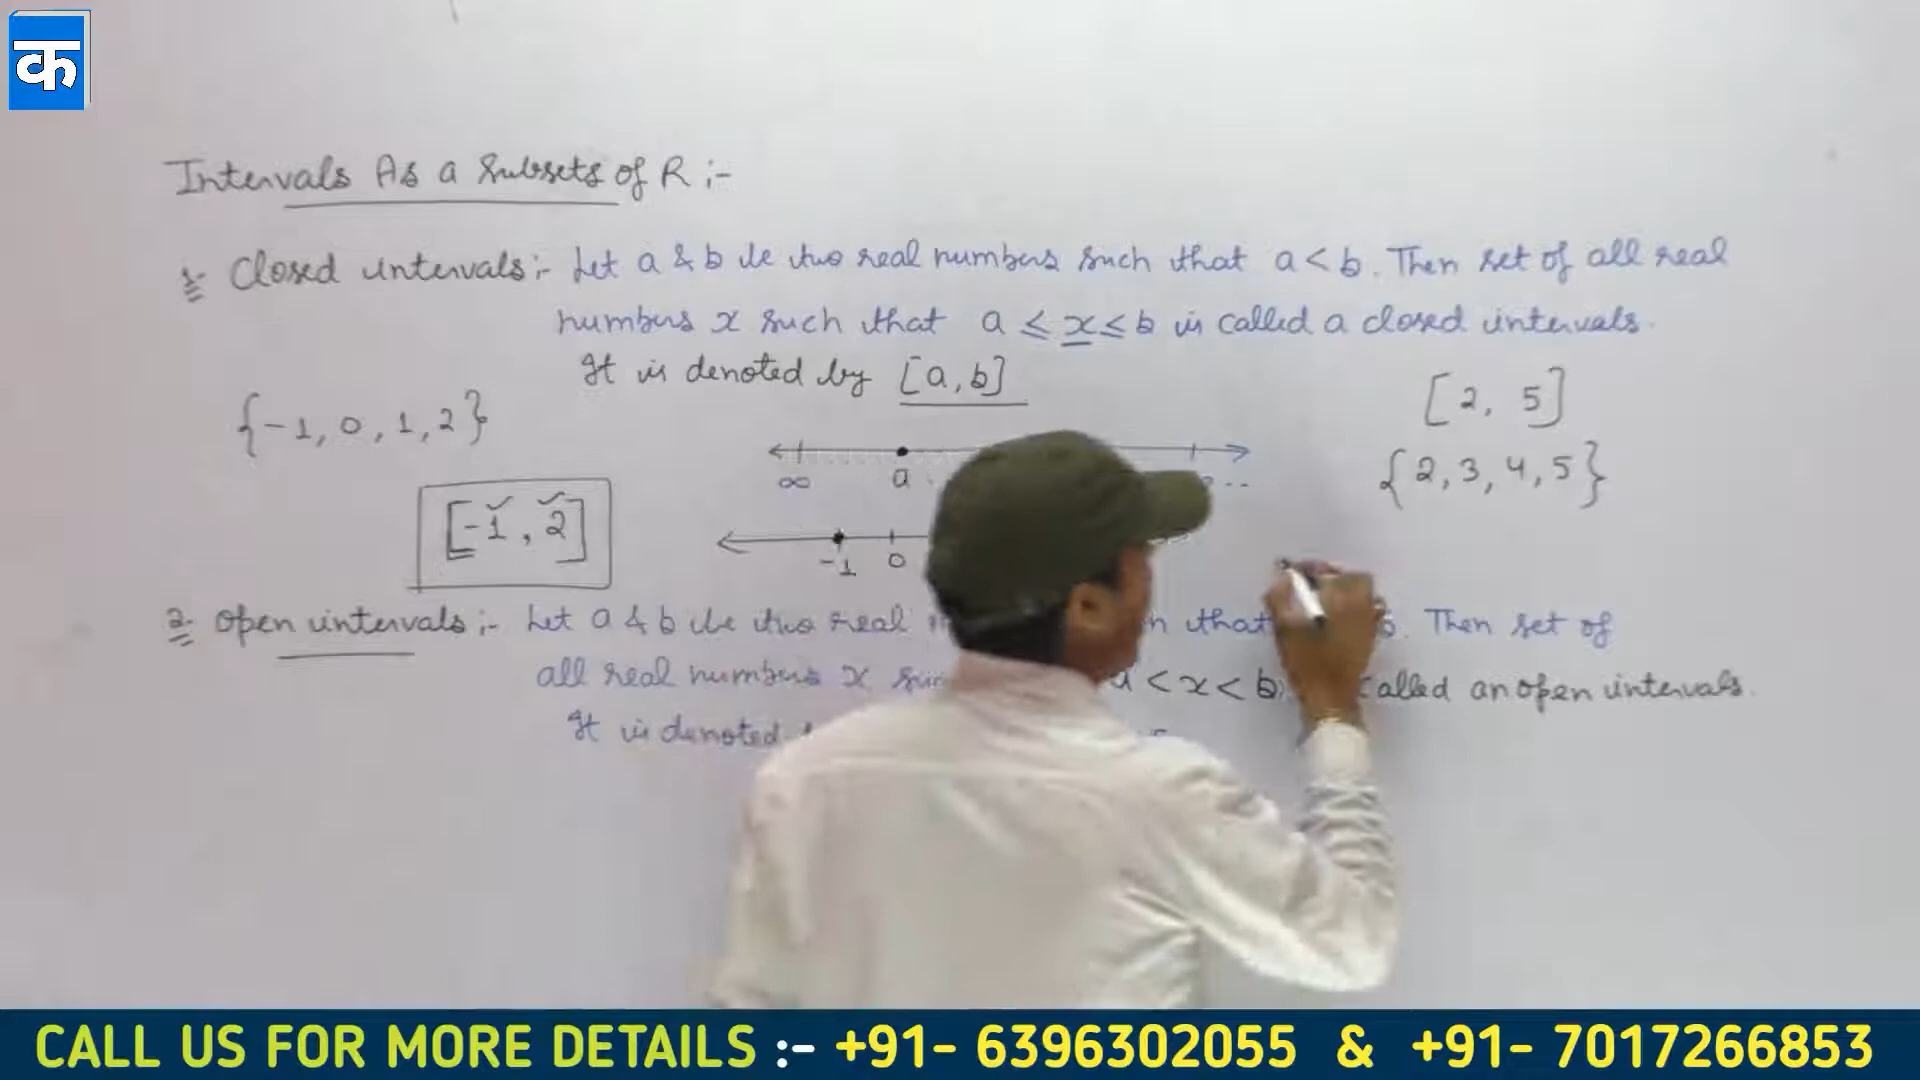 क
Intervals As a Subsets of R :-
1- Closed intervals :- Let a & b be two real numbers such that a < b. Then set of all real
numbers x such that a ≤ x ≤ b is called a closed intervals.
It is denoted by [a, b]
{-1, 0, 1, 2}
[2, 5]
{2, 3, 4, 5}
∞ a
[-1, 2]
-1 0
2- open intervals :- Let a & b be two real that Then set of
all real numbers x a < x < b called an open intervals.
It is denoted
CALL US FOR MORE DETAILS :- +91- 6396302055 & +91- 7017266853